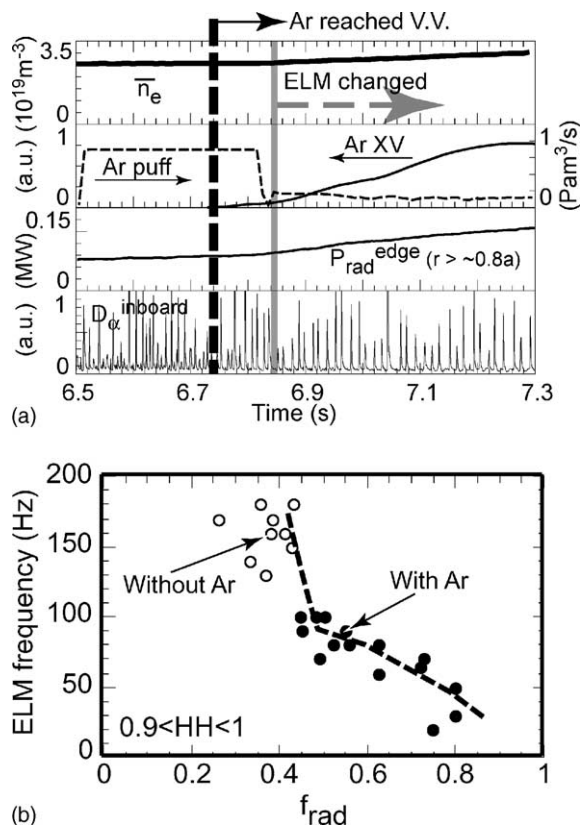 Ar reached V.V.
(a)
3.5
(10¹⁹m⁻³)
0
n̅e
ELM changed
1
(a.u.)
0
Ar puff
Ar XV
1
(Pam³/s)
0
0.15
(MW)
0
Prad^edge (r > ~0.8a)
1
(a.u.)
0
Dα^inboard
6.5 6.7 6.9 7.1 7.3
Time (s)
(b)
200
150
100
50
0
ELM frequency (Hz)
Without Ar
With Ar
0.9<HH<1
0 0.2 0.4 0.6 0.8 1
frad